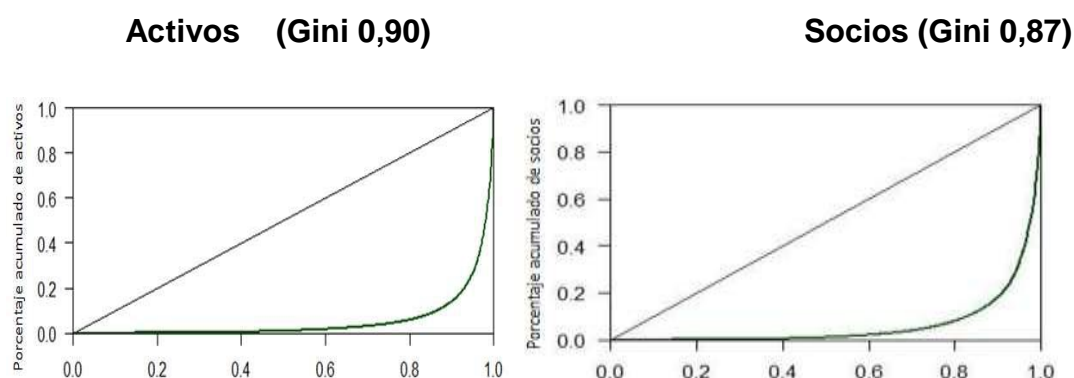 Activos (Gini 0,90)
Socios (Gini 0,87)
Porcentaje acumulado de activos
1.0
0.8
0.6
0.4
0.2
0.0
0.0 0.2 0.4 0.6 0.8 1.0
Porcentaje acumulado de socios
1.0
0.8
0.6
0.4
0.2
0.0
0.0 0.2 0.4 0.6 0.8 1.0